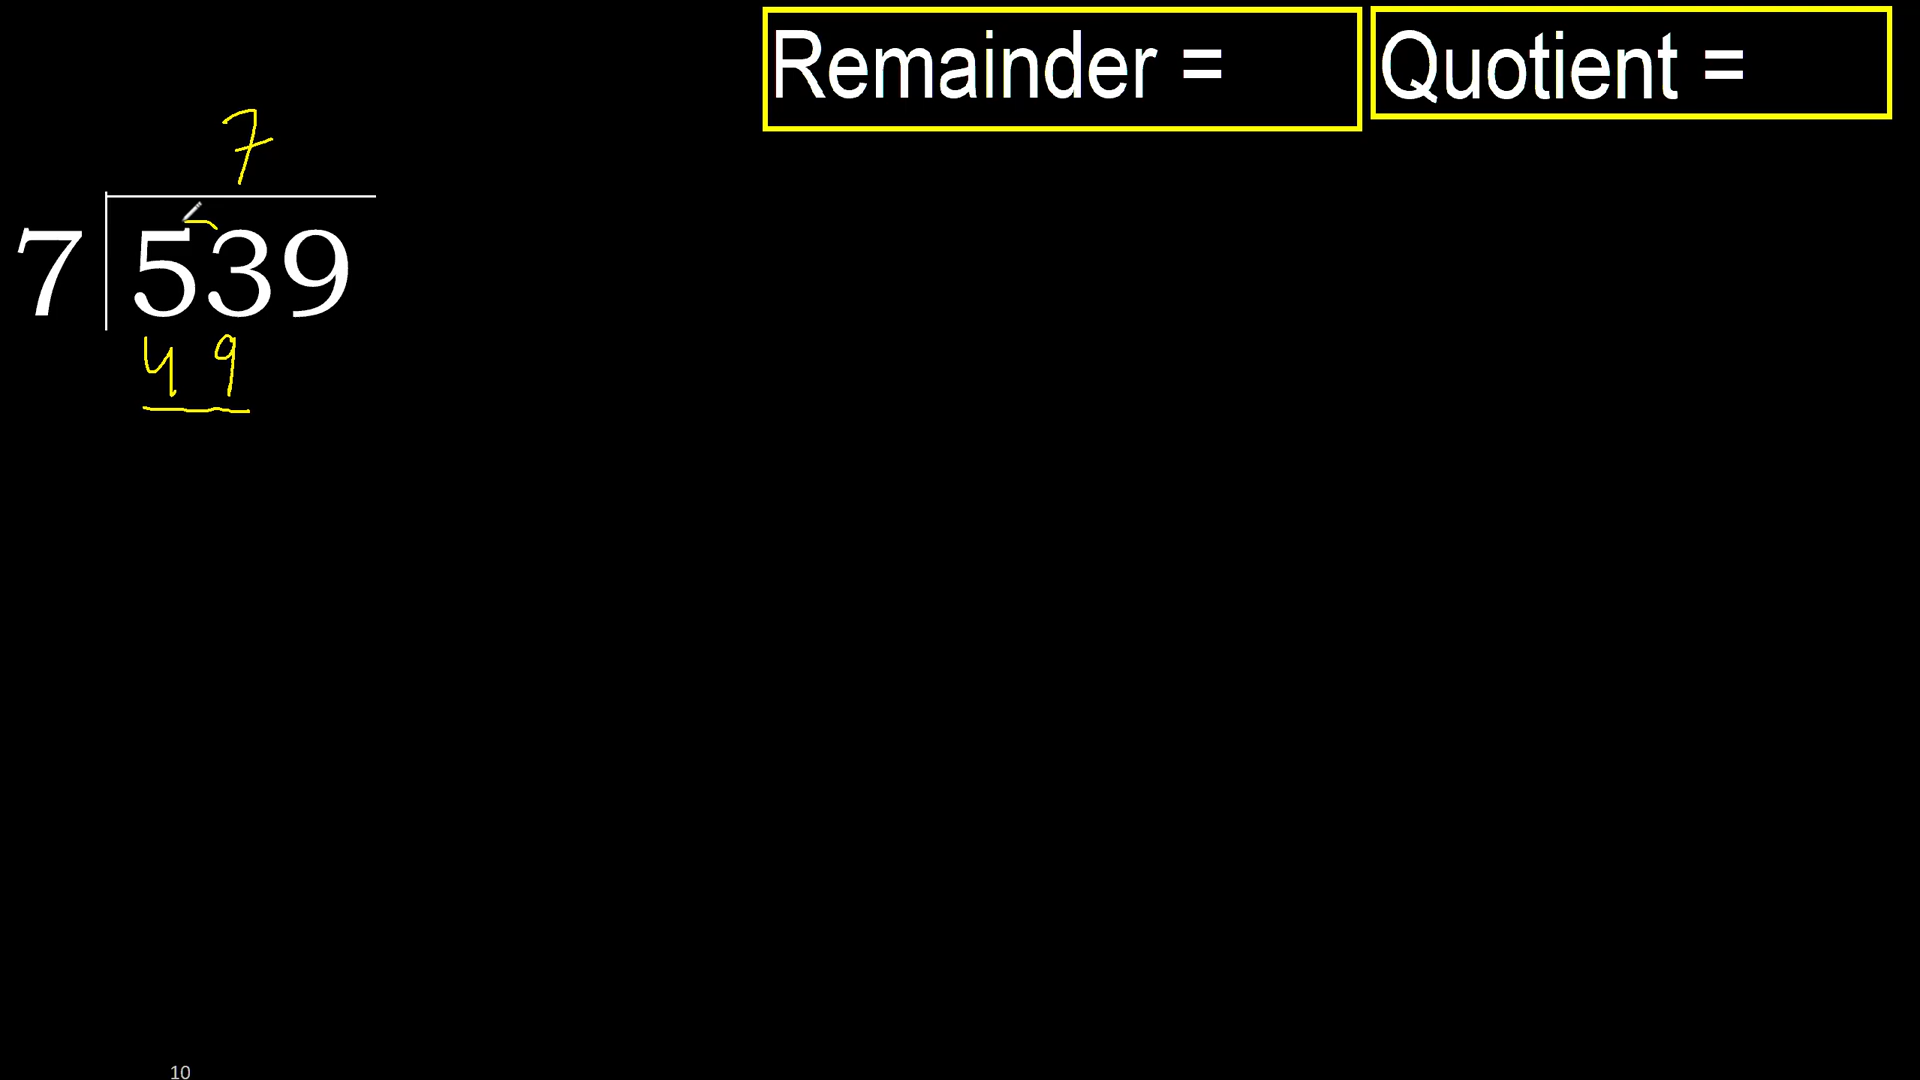 Remainder = Quotient =
7
7 539
49
10